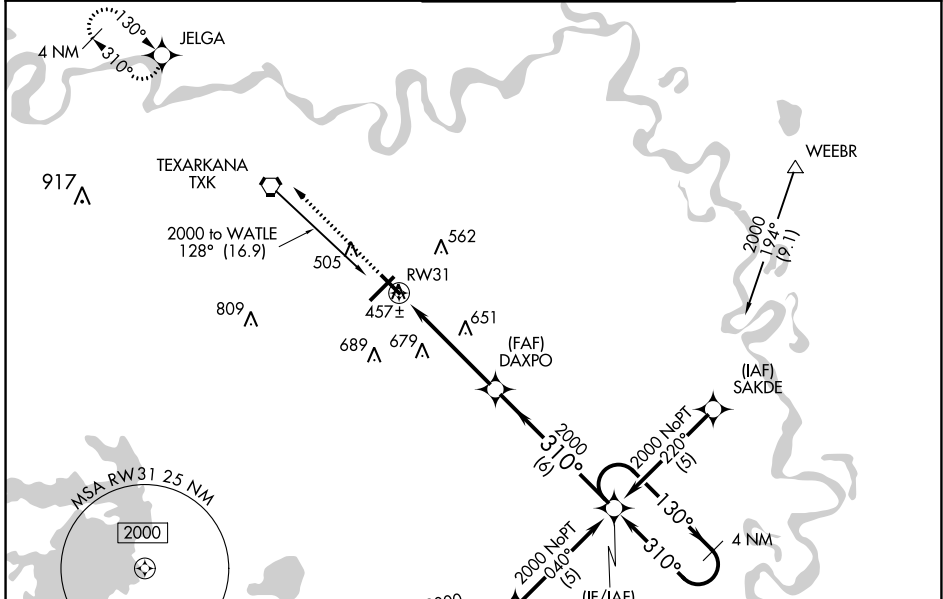 130°
JELGA
4 NM
310°
WEEBR
TEXARKANA
TXK
917
2000
194°
(9.1)
2000 to WATLE
128° (16.9)
562
505
RW31
457±
809
651
689
679
(FAF)
DAXPO
(IAF)
SAKDE
2000
310°
(6)
2000 NoPT
220°
(5)
MSA RW31 25 NM
2000
130°
4 NM
310°
2000 NoPT
040°
(5)
(IF/IAF)